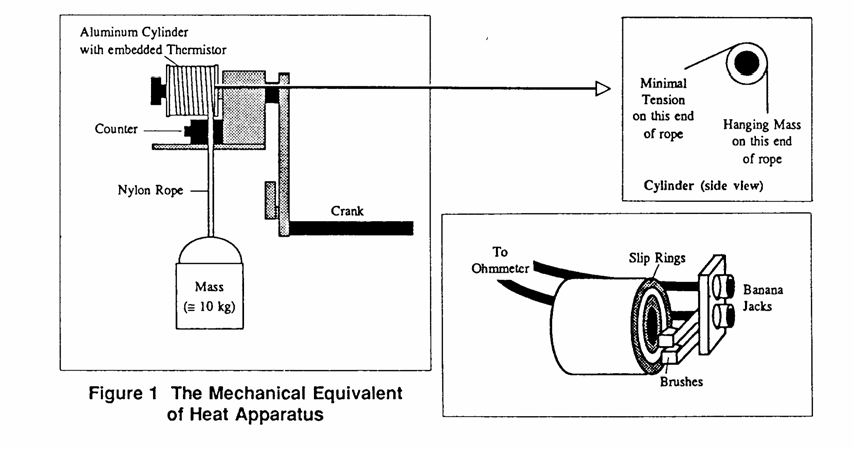 Aluminum Cylinder
with embedded Thermistor
Counter
Nylon Rope
Crank
Mass
(≅ 10 kg)
Figure 1 The Mechanical Equivalent
of Heat Apparatus
Minimal
Tension
on this end
of rope
Hanging Mass
on this end
of rope
Cylinder (side view)
To
Ohmmeter
Slip Rings
Banana
Jacks
Brushes